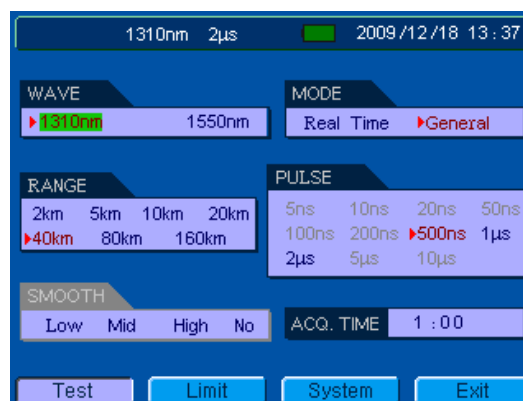 1310nm 2µs 2009/12/18 13:37
WAVE
1310nm 1550nm
MODE
Real Time General
RANGE
2km 5km 10km 20km
40km 80km 160km
PULSE
5ns 10ns 20ns 50ns
100ns 200ns 500ns 1µs
2µs 5µs 10µs
SMOOTH
Low Mid High No
ACQ. TIME 1:00
Test Limit System Exit